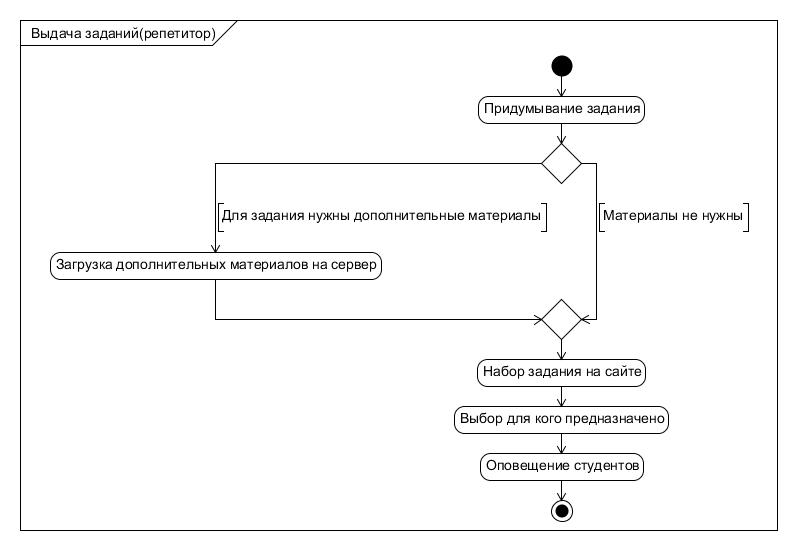 Выдача заданий(репетитор)
Придумывание задания
[Для задания нужны дополнительные материалы]
[Материалы не нужны]
Загрузка дополнительных материалов на сервер
Набор задания на сайте
Выбор для кого предназначено
Оповещение студентов